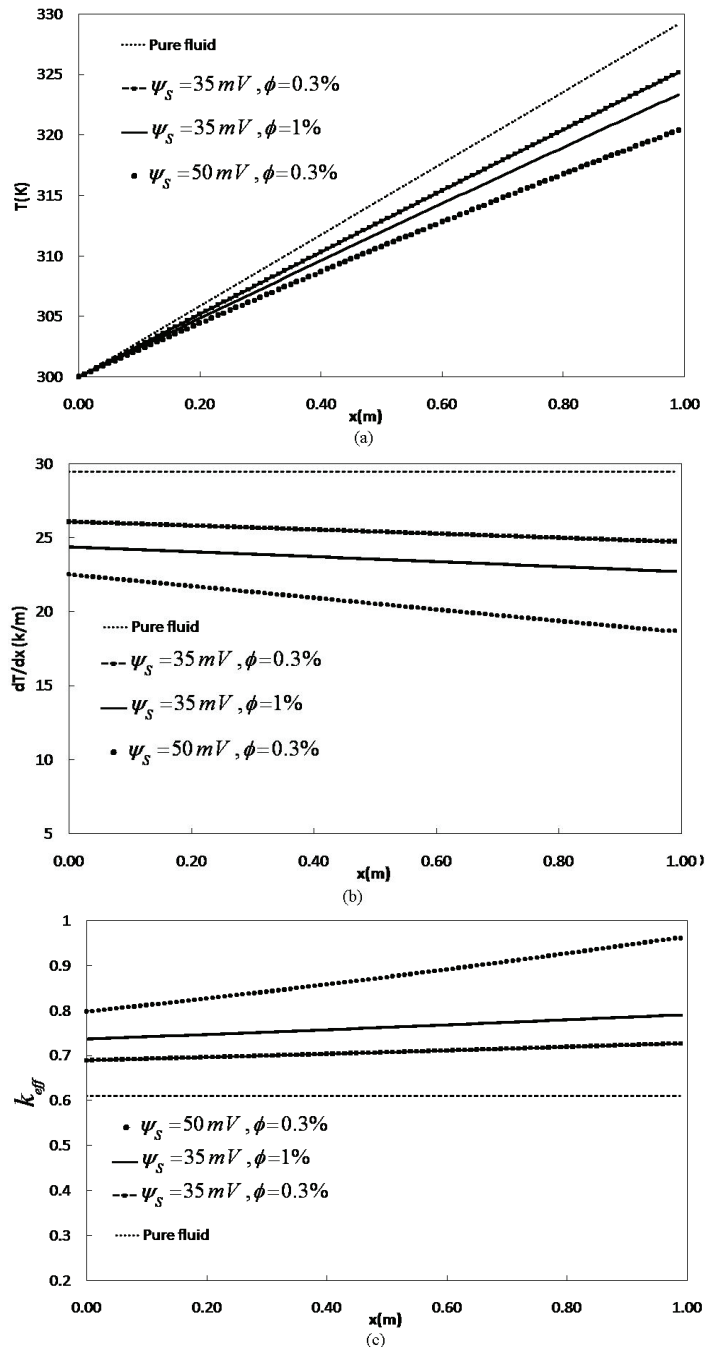 330
325
320
315
310
305
300
T(K)
Pure fluid
ψs =35 mV , ϕ=0.3%
ψs =35 mV , ϕ=1%
ψs =50 mV , ϕ=0.3%
0.00 0.20 0.40 0.60 0.80 1.00
x(m)
(a)
30
25
20
15
10
5
dT/dx (k/m)
Pure fluid
ψs =35 mV , ϕ=0.3%
ψs =35 mV , ϕ=1%
ψs =50 mV , ϕ=0.3%
0.00 0.20 0.40 0.60 0.80 1.00
x(m)
(b)
1
0.9
0.8
0.7
0.6
0.5
0.4
0.3
0.2
keff
ψs =50 mV , ϕ=0.3%
ψs =35 mV , ϕ=1%
ψs =35 mV , ϕ=0.3%
Pure fluid
0.00 0.20 0.40 0.60 0.80 1.00
x(m)
(c)